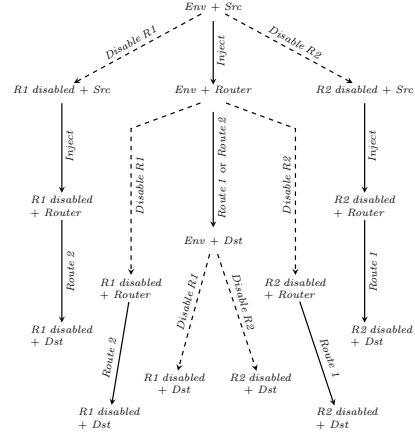 Env + Src
Disable R1
Inject
Disable R2
R1 disabled + Src
Env + Router
R2 disabled + Src
Inject
Disable R1
Route 1 or Route 2
Disable R2
Inject
R1 disabled
+ Router
R2 disabled
+ Router
Env + Dst
Route 2
Route 1
R1 disabled
+ Router
R2 disabled
+ Router
Disable R1
Disable R2
R1 disabled
+ Dst
R2 disabled
+ Dst
Route 2
Route 1
R1 disabled
+ Dst
R2 disabled
+ Dst
R1 disabled
+ Dst
R2 disabled
+ Dst